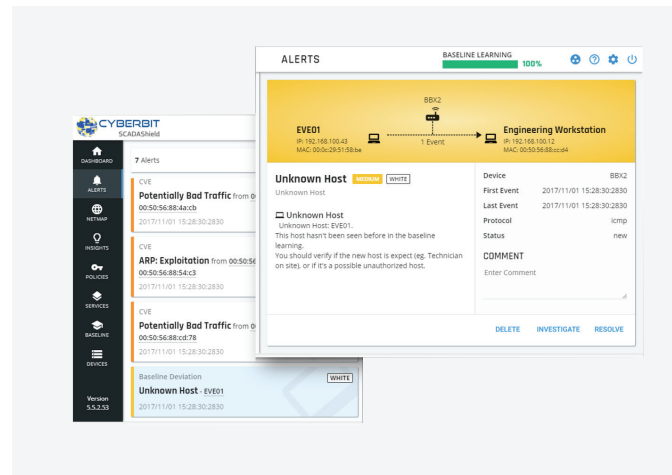 CYBERBIT
SCADAShield
DASHBOARD
ALERTS
NETMAP
INSIGHTS
POLICIES
SERVICES
BASELINE
DEVICES
Version
5.5.2.53
7 Alerts
CVE
Potentially Bad Traffic from 0
00:50:56:88:4a:cb
2017/11/01 15:28:30:2830
CVE
ARP: Exploitation from 00:50:56
00:50:56:88:54:c3
2017/11/01 15:28:30:2830
CVE
Potentially Bad Traffic from 0
00:50:56:88:cd:78
2017/11/01 15:28:30:2830
Baseline Deviation
WHITE
Unknown Host - EVE01
2017/11/01 15:28:30:2830
ALERTS
BASELINE LEARNING
100%
BBX2
EVE01
IP: 192.168.100.43
MAC: 00:0c:29:51:58:be
1 Event
Engineering Workstation
IP: 192.168.100.12
MAC: 00:50:56:88:cc:d4
Unknown Host MEDIUM WHITE
Unknown Host
Unknown Host
Unknown Host: EVE01.
This host hasn't been seen before in the baseline
learning.
You should verify if the new host is expect (eg. Technician
on site), or if it's a possible unauthorized host.
Device BBX2
First Event 2017/11/01 15:28:30:2830
Last Event 2017/11/01 15:28:30:2830
Protocol icmp
Status new
COMMENT
Enter Comment
DELETE INVESTIGATE RESOLVE